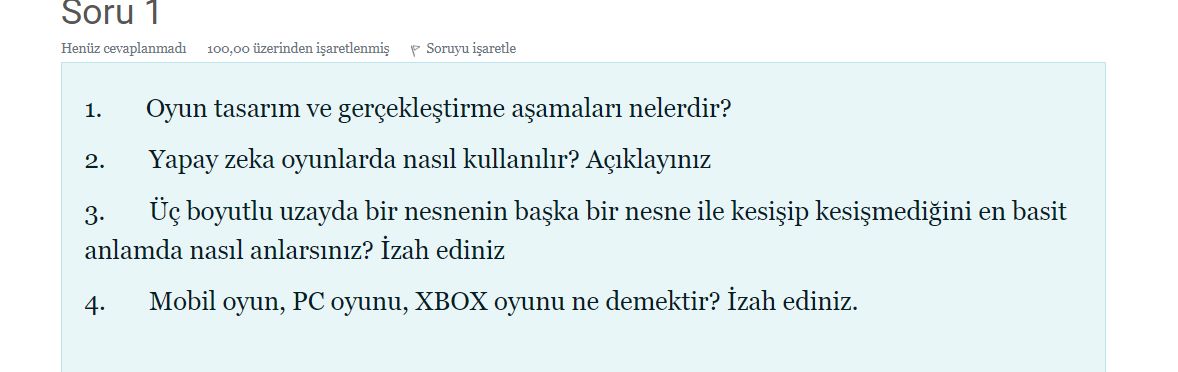 Soru 1
Henüz cevaplanmadı 100,00 üzerinden işaretlenmiş Soruyu işaretle
1. Oyun tasarım ve gerçekleştirme aşamaları nelerdir?
2. Yapay zeka oyunlarda nasıl kullanılır? Açıklayınız
3. Üç boyutlu uzayda bir nesnenin başka bir nesne ile kesişip kesişmediğini en basit
anlamda nasıl anlarsınız? İzah ediniz
4. Mobil oyun, PC oyunu, XBOX oyunu ne demektir? İzah ediniz.